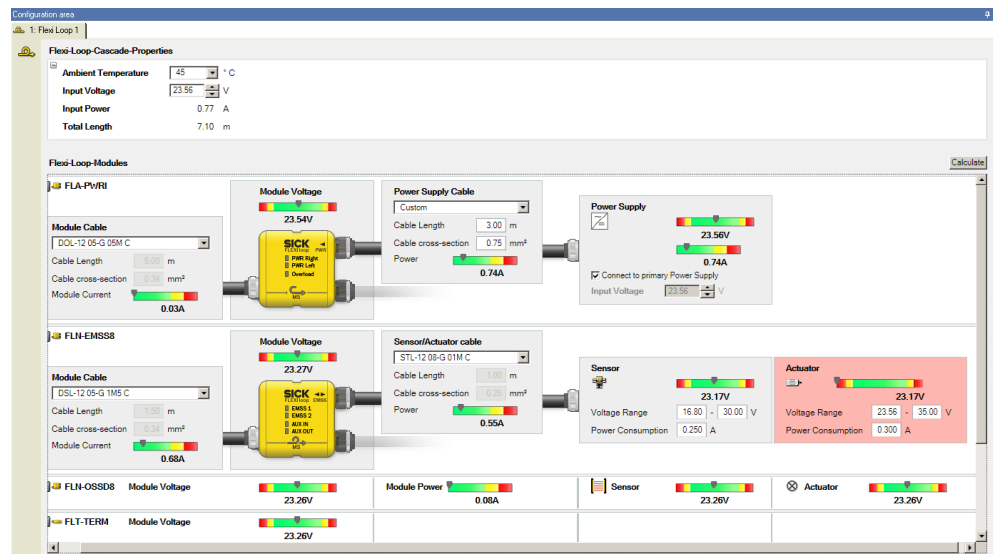 Configuration area
1: Flexi Loop 1
Flexi-Loop-Cascade-Properties
Ambient Temperature 45 ° C
Input Voltage 23.56 V
Input Power 0.77 A
Total Length 7.10 m
Flexi-Loop-Modules Calculate
FLA-PWRI
Module Cable
DOL-12 05-G 05M C
Cable Length 5.00 m
Cable cross-section 0.34 mm²
Module Current
0.03A
Module Voltage
23.54V
SICK
FLEXI loop PWR
PWR Right
PWR Left
Overload
MS
Power Supply Cable
Custom
Cable Length 3.00 m
Cable cross-section 0.75 mm²
Power
0.74A
Power Supply
23.56V
0.74A
Connect to primary Power Supply
Input Voltage 23.56 V
FLN-EMSS8
Module Cable
DSL-12 05-G 1M5 C
Cable Length 1.50 m
Cable cross-section 0.34 mm²
Module Current
0.68A
Module Voltage
23.27V
SICK
FLEXI loop EMSS
EMSS 1
EMSS 2
AUX IN
AUX OUT
MS
Sensor/Actuator cable
STL-12 08-G 01M C
Cable Length 1.00 m
Cable cross-section 0.25 mm²
Power
0.55A
Sensor
23.17V
Voltage Range 16.80 - 30.00 V
Power Consumption 0.250 A
Actuator
23.17V
Voltage Range 23.56 - 35.00 V
Power Consumption 0.300 A
FLN-OSSD8 Module Voltage
23.26V
Module Power
0.08A
Sensor
23.26V
Actuator
23.26V
FLT-TERM Module Voltage
23.26V